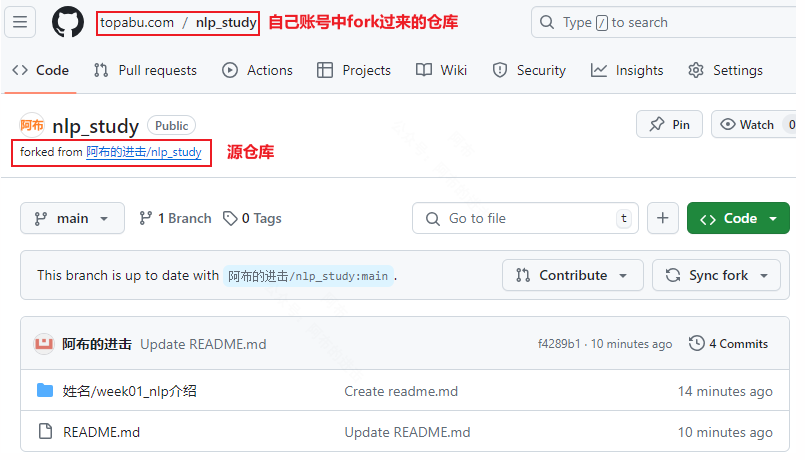 topabu.com / nlp_study 自己账号中fork过来的仓库 Type / to search
Code Pull requests Actions Projects Wiki Security Insights Settings
阿布 nlp_study Public Pin Watch 0
forked from 阿布的进击/nlp_study 源仓库
main 1 Branch 0 Tags Go to file t + Code
This branch is up to date with 阿布的进击/nlp_study:main . Contribute Sync fork
阿布的进击 Update README.md f4289b1 · 10 minutes ago 4 Commits
姓名/week01_nlp介绍 Create readme.md 14 minutes ago
README.md Update README.md 10 minutes ago